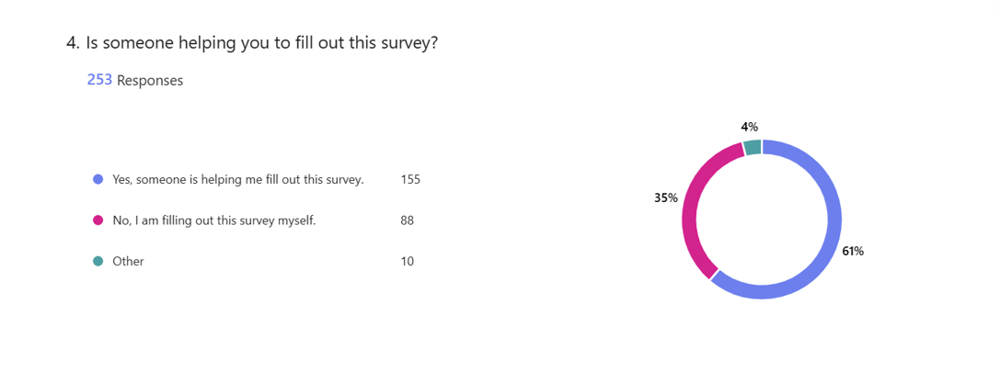 4. Is someone helping you to fill out this survey?
253 Responses
Yes, someone is helping me fill out this survey. 155
No, I am filling out this survey myself. 88
Other 10
4%
35%
61%